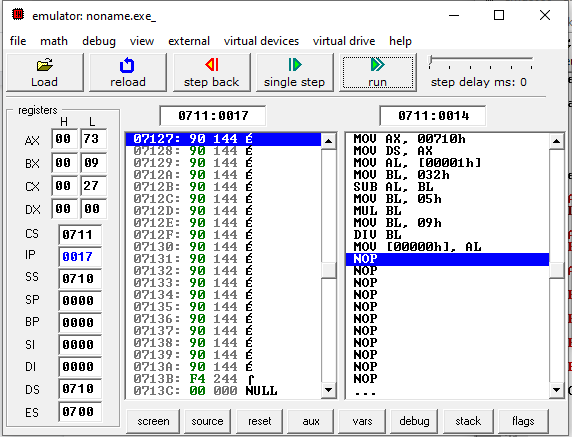 emulator: noname.exe_
file math debug view external virtual devices virtual drive help
Load reload step back single step run step delay ms: 0
registers
H L
AX 00 73
BX 00 09
CX 00 27
DX 00 00
CS 0711
IP 0017
SS 0710
SP 0000
BP 0000
SI 0000
DI 0000
DS 0710
ES 0700
0711:0017
07127: 90 144 É
07128: 90 144 É
07129: 90 144 É
0712A: 90 144 É
0712B: 90 144 É
0712C: 90 144 É
0712D: 90 144 É
0712E: 90 144 É
0712F: 90 144 É
07130: 90 144 É
07131: 90 144 É
07132: 90 144 É
07133: 90 144 É
07134: 90 144 É
07135: 90 144 É
07136: 90 144 É
07137: 90 144 É
07138: 90 144 É
07139: 90 144 É
0713A: 90 144 É
0713B: F4 244 ⌠
0713C: 00 000 NULL
0711:0014
MOV AX, 00710h
MOV DS, AX
MOV AL, [00001h]
MOV BL, 032h
SUB AL, BL
MOV BL, 05h
MUL BL
MOV BL, 09h
DIV BL
MOV [00000h], AL
NOP
NOP
NOP
NOP
NOP
NOP
NOP
NOP
NOP
NOP
NOP
...
screen source reset aux vars debug stack flags